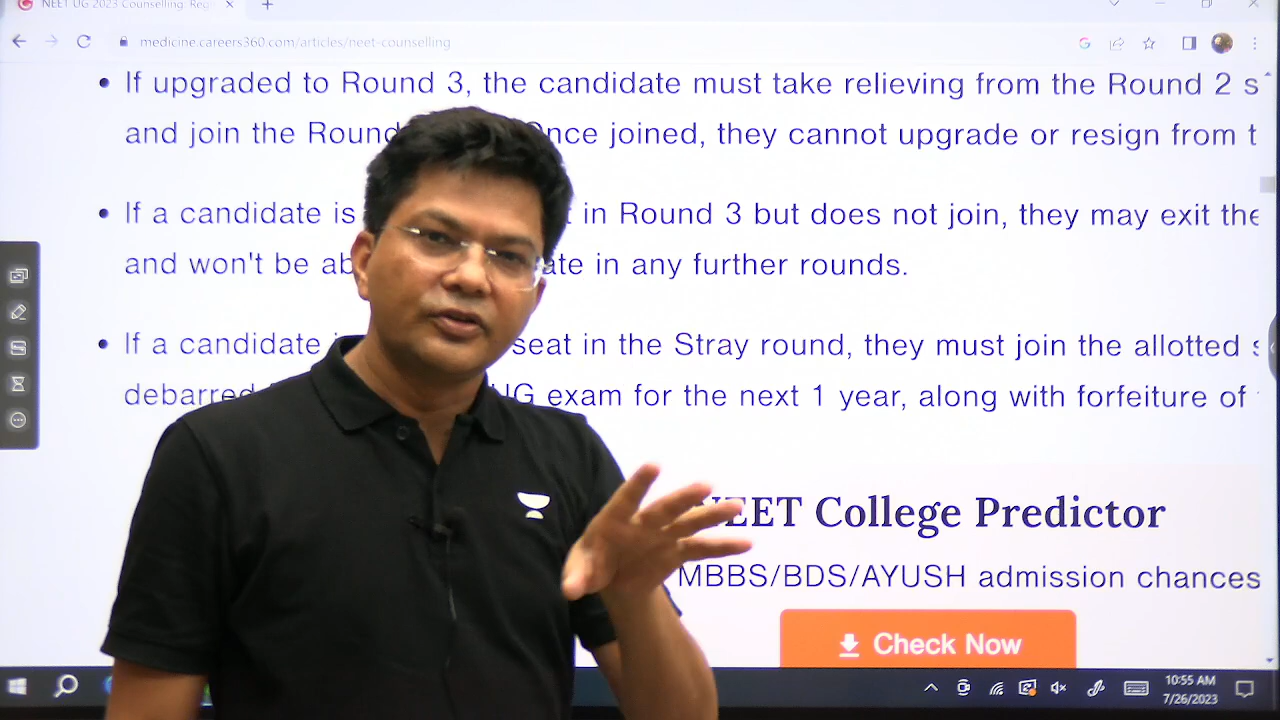 NEET UG 2023 Counselling: Reg
medicine.careers360.com/articles/neet-counselling
If upgraded to Round 3, the candidate must take relieving from the Round 2 s
and join the Round Once joined, they cannot upgrade or resign from t
If a candidate is in Round 3 but does not join, they may exit the
and won't be ab ate in any further rounds.
If a candidate seat in the Stray round, they must join the allotted s
debarred UG exam for the next 1 year, along with forfeiture of
NEET College Predictor
MBBS/BDS/AYUSH admission chances
Check Now
10:55 AM
7/26/2023